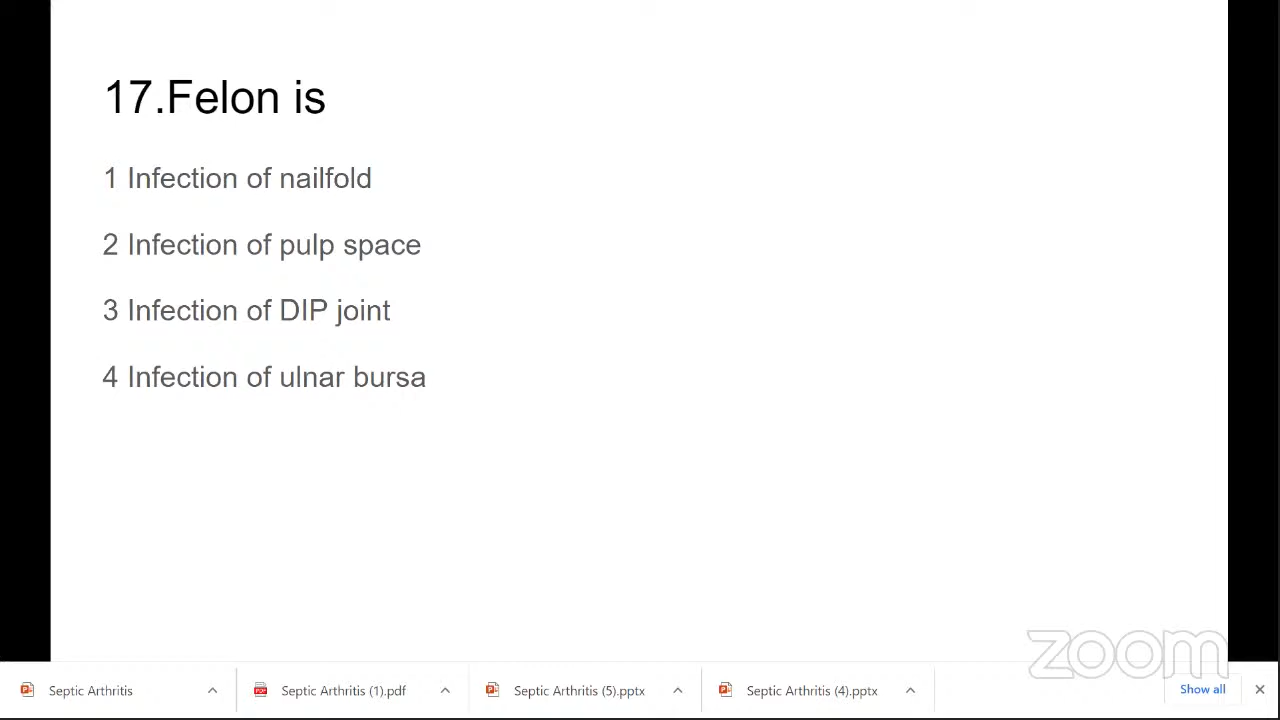 17.Felon is
1 Infection of nailfold
2 Infection of pulp space
3 Infection of DIP joint
4 Infection of ulnar bursa
zoom
Septic Arthritis
PDF
Septic Arthritis (1).pdf
Septic Arthritis (5).pptx
Septic Arthritis (4).pptx
Show all